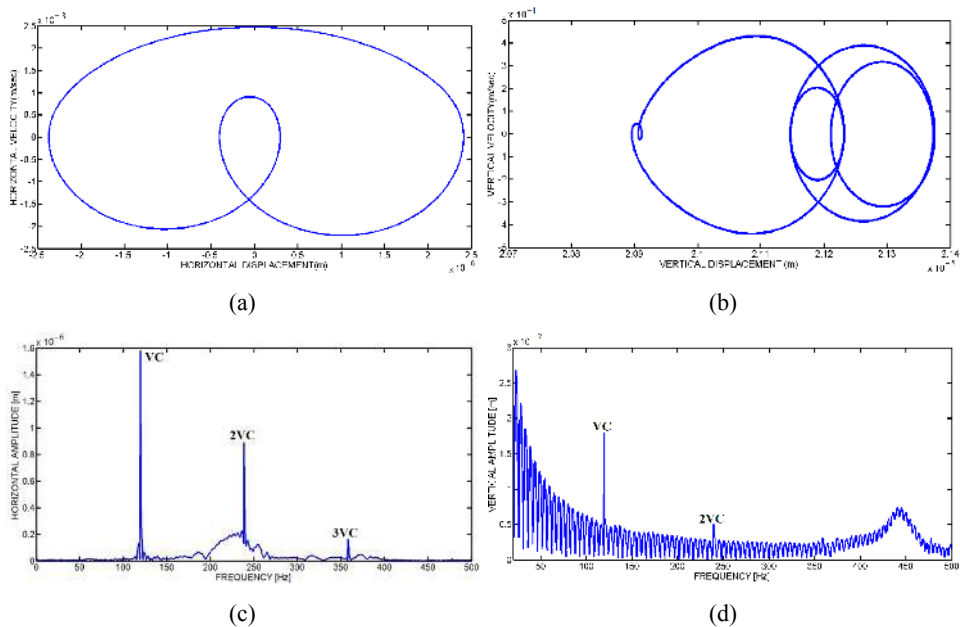 x 10⁻³
HORIZONTAL VELOCITY(m/sec)
2.5
2
1.5
1
0.5
0
-0.5
-1
-2
-2.5
-2.5 -2 -1.5 -1 -0.5 0 0.5 1 1.5 2 2.5
HORIZONTAL DISPLACEMENT(m)
(a)
VERTICAL VELOCITY(m/sec)
6
5
4
3
2
1
0
-1
-2
-3
-4
2.07 2.08 2.09 2.1 2.11 2.12 2.13 2.14
VERTICAL DISPLACEMENT (m)
(b)
x 10⁻⁶
HORIZONTAL AMPLITUDE [m]
1.6
1.4
1.2
1
0.8
0.6
0.4
0.2
0
VC
2VC
3VC
0 50 100 150 200 250 300 350 400 450 500
FREQUENCY [Hz]
(c)
x 10⁻⁷
VERTICAL AMPLITUDE [m]
3
2.5
2
1.5
1
0.5
0
VC
2VC
50 100 150 200 250 300 350 400 450 500
FREQUENCY [Hz]
(d)